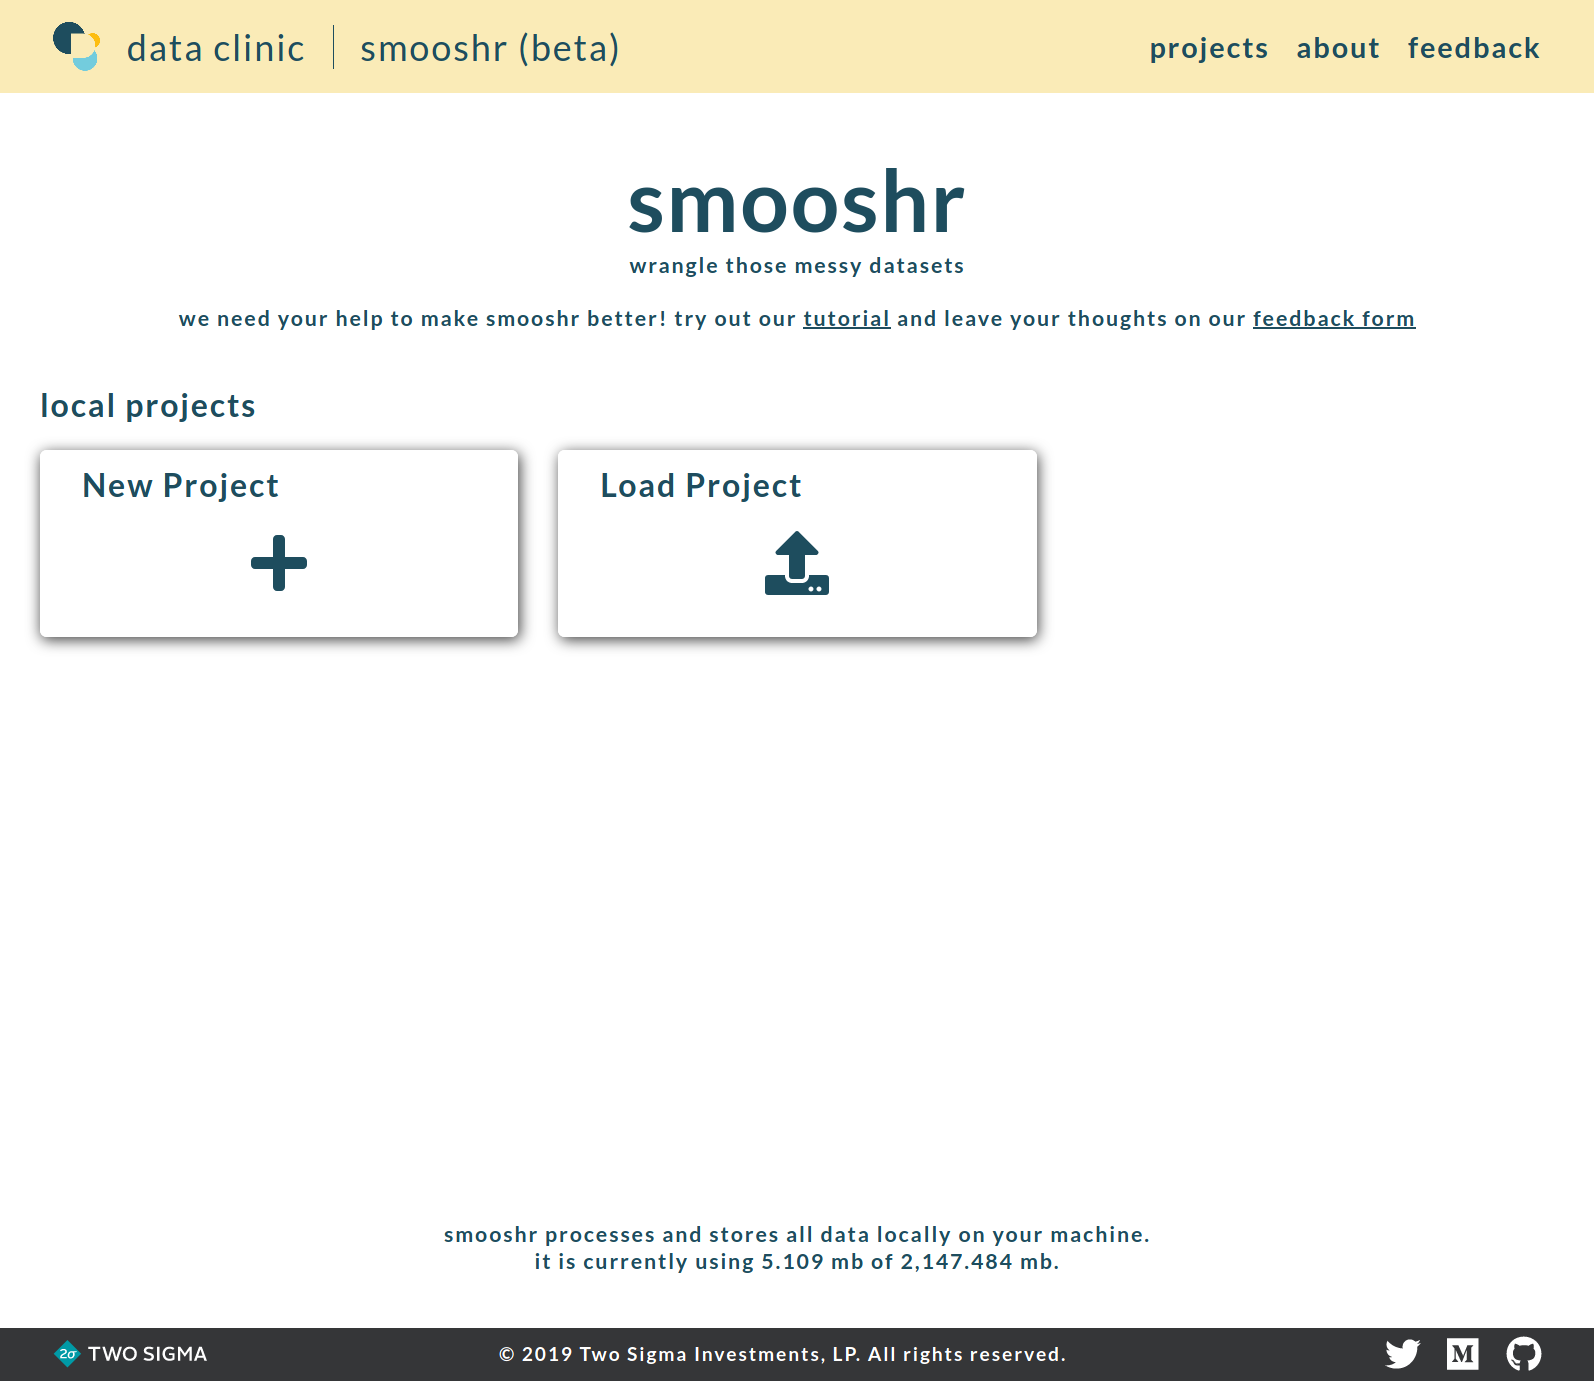 data clinic
smooshr (beta)
projects about feedback
smooshr
wrangle those messy datasets
we need your help to make smooshr better! try out our tutorial and leave your thoughts on our feedback form
local projects
New Project
Load Project
smooshr processes and stores all data locally on your machine.
it is currently using 5.109 mb of 2,147.484 mb.
2σ TWO SIGMA
© 2019 Two Sigma Investments, LP. All rights reserved.
M